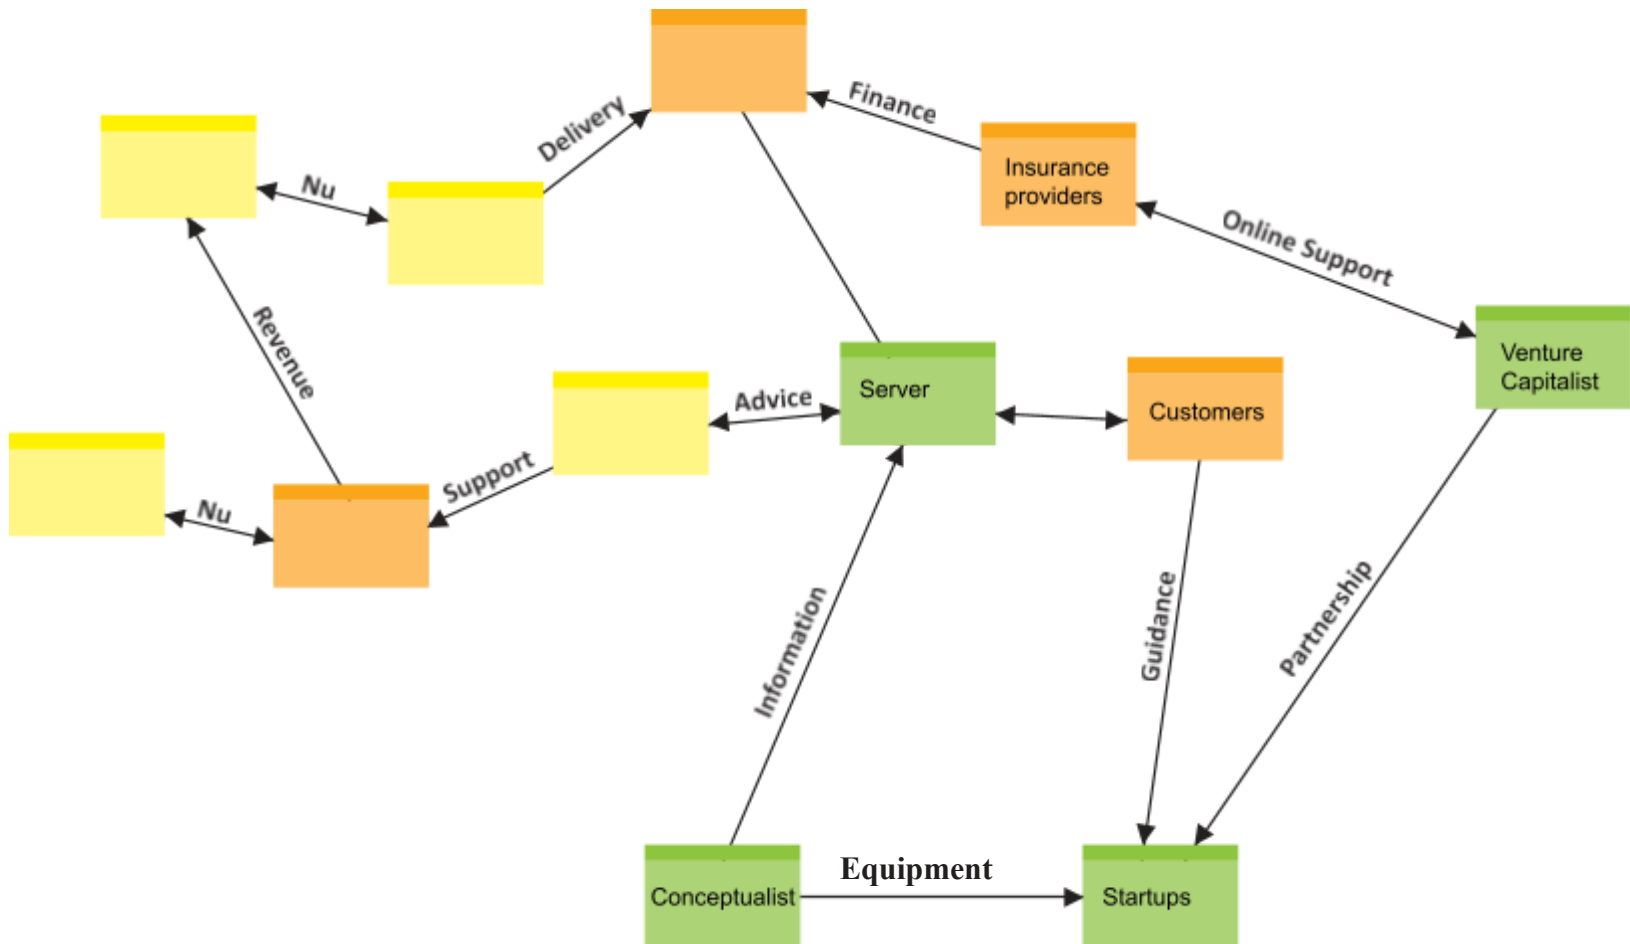 Finance
Delivery
Insurance
providers
Nu
Online Support
Revenue
Venture
Capitalist
Server
Advice
Customers
Support
Nu
Information
Guidance
Partnership
Equipment
Conceptualist
Startups